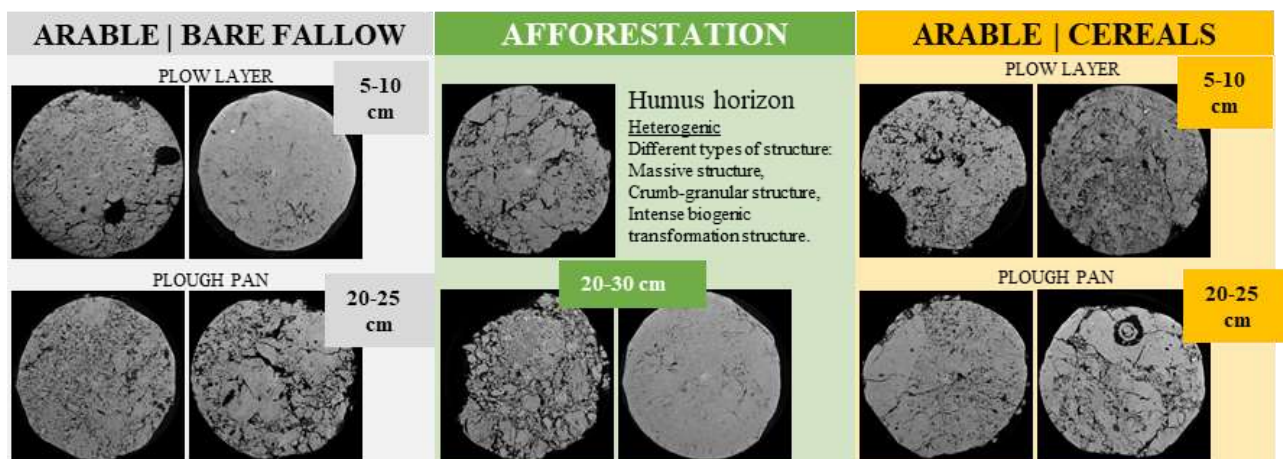 ARABLE | BARE FALLOW
PLOW LAYER
5-10
cm
PLOUGH PAN
20-25
cm
AFFORESTATION
Humus horizon
Heterogenic
Different types of structure:
Massive structure,
Crumb-granular structure,
Intense biogenic
transformation structure.
20-30 cm
ARABLE | CEREALS
PLOW LAYER
5-10
cm
PLOUGH PAN
20-25
cm